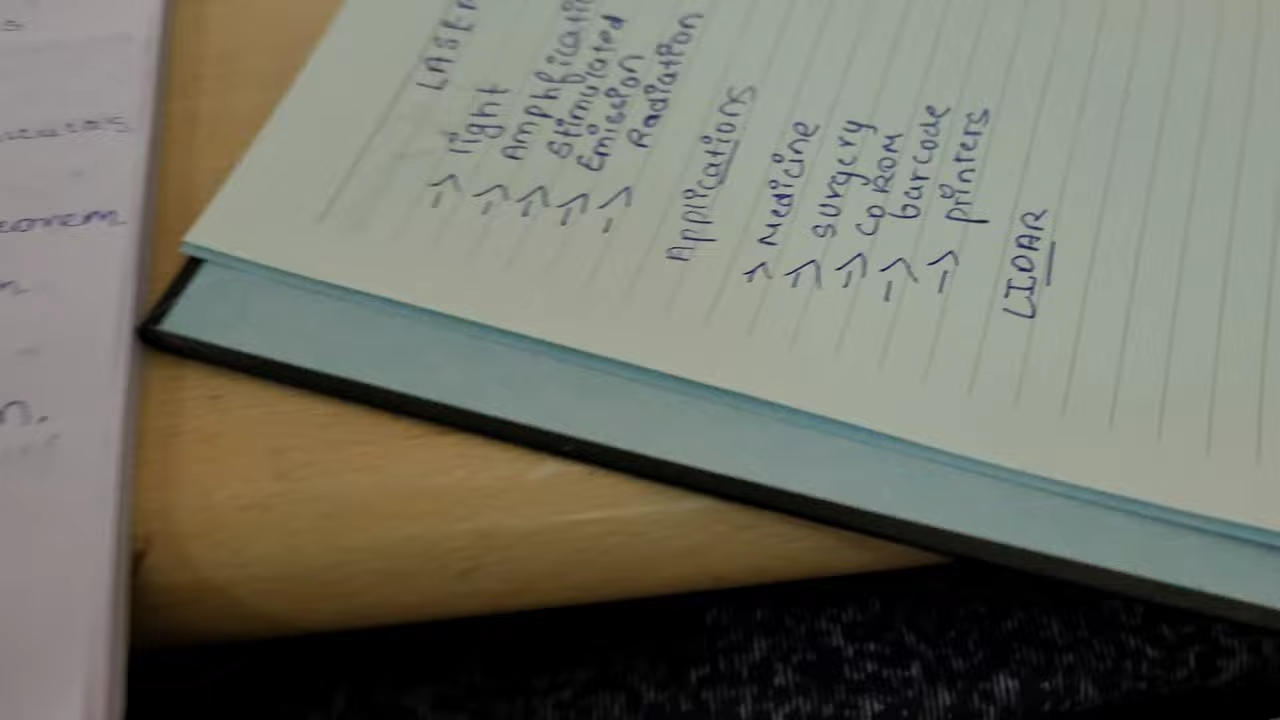 LASER
-> light
-> Amplification
-> Stimulated
-> Emission
-> Radiation
Applications
-> Medicine
-> surgery
-> CD ROM
-> barcode
-> printers
LIDAR